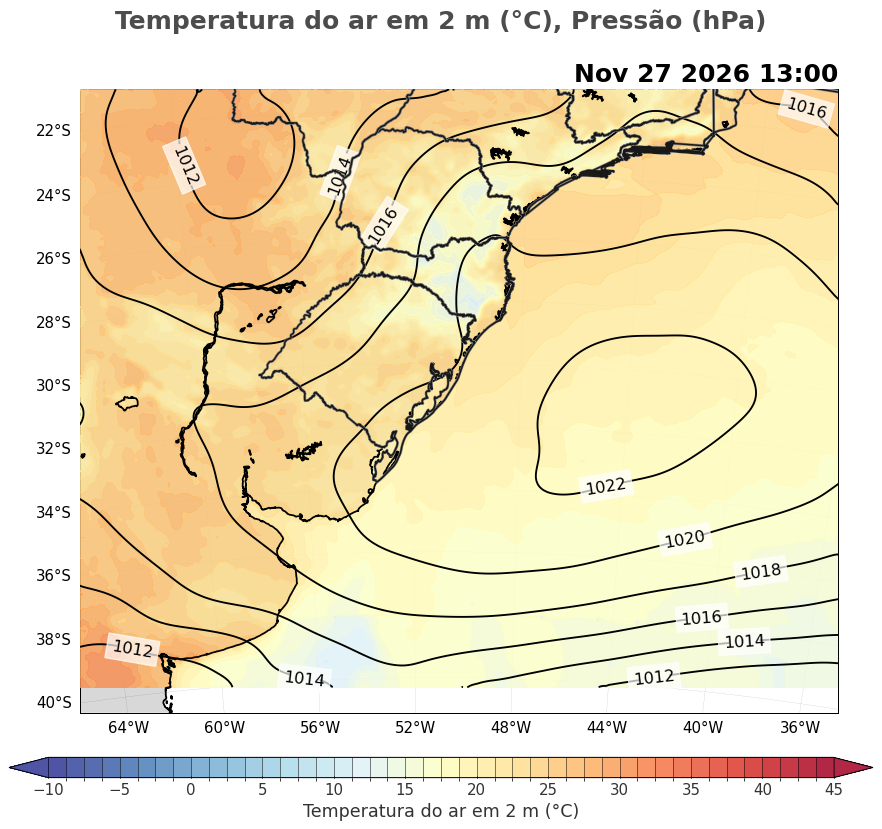 Temperatura do ar em 2 m (°C), Pressão (hPa)
Nov 27 2026 13:00
22°S
24°S
26°S
28°S
30°S
32°S
34°S
36°S
38°S
40°S
1016
1012
1014
1016
1022
1020
1018
1016
1014
1012
1012
1014
64°W 60°W 56°W 52°W 48°W 44°W 40°W 36°W
−10 −5 0 5 10 15 20 25 30 35 40 45
Temperatura do ar em 2 m (°C)